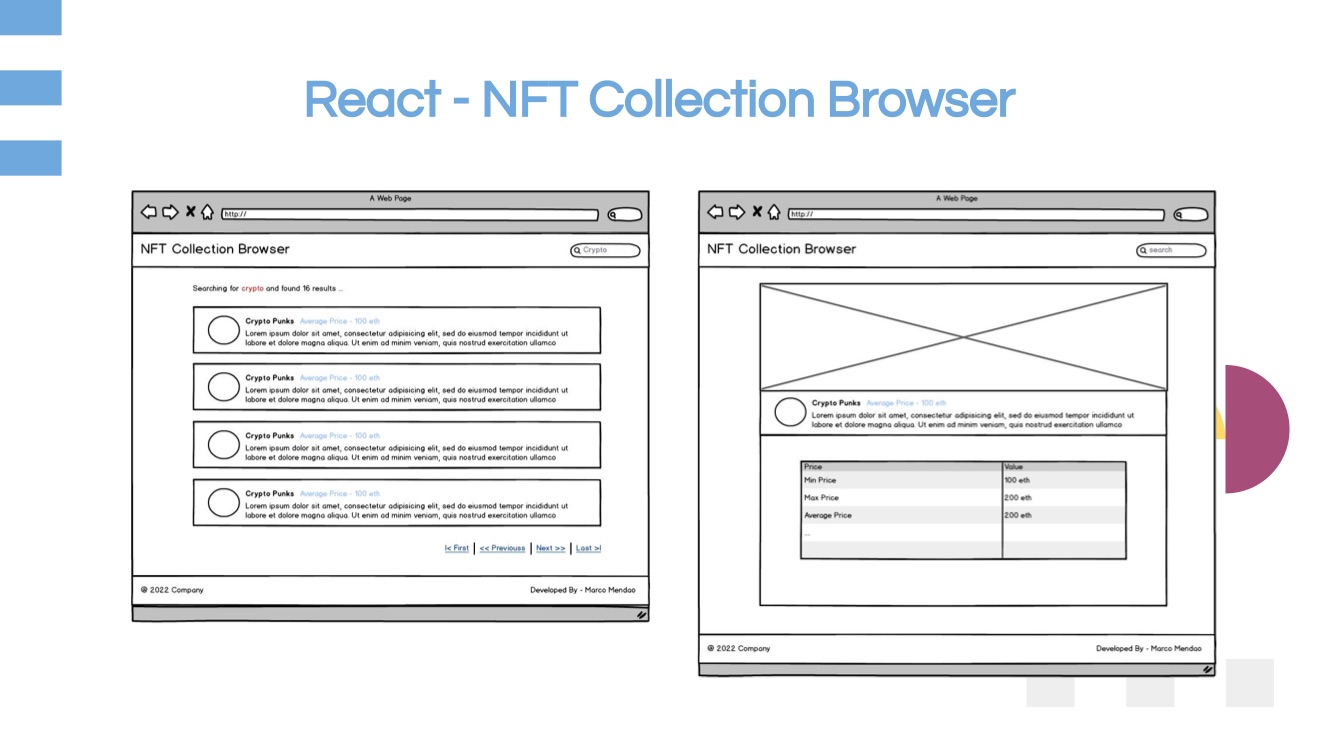 React - NFT Collection Browser
A Web Page
http://
NFT Collection Browser
Crypto
Searching for crypto and found 16 results ...
Crypto Punks Average Price - 100 eth
Lorem ipsum dolor sit amet, consectetur adipisicing elit, sed do eiusmod tempor incididunt ut
labore et dolore magna aliqua. Ut enim ad minim veniam, quis nostrud exercitation ullamco
Crypto Punks Average Price - 100 eth
Lorem ipsum dolor sit amet, consectetur adipisicing elit, sed do eiusmod tempor incididunt ut
labore et dolore magna aliqua. Ut enim ad minim veniam, quis nostrud exercitation ullamco
Crypto Punks Average Price - 100 eth
Lorem ipsum dolor sit amet, consectetur adipisicing elit, sed do eiusmod tempor incididunt ut
labore et dolore magna aliqua. Ut enim ad minim veniam, quis nostrud exercitation ullamco
Crypto Punks Average Price - 100 eth
Lorem ipsum dolor sit amet, consectetur adipisicing elit, sed do eiusmod tempor incididunt ut
labore et dolore magna aliqua. Ut enim ad minim veniam, quis nostrud exercitation ullamco
|< First | << Previouss | Next >> | Last >|
@ 2022 Company Developed By - Marco Mendao
A Web Page
http://
NFT Collection Browser
search
Crypto Punks Average Price - 100 eth
Lorem ipsum dolor sit amet, consectetur adipisicing elit, sed do eiusmod tempor incididunt ut
labore et dolore magna aliqua. Ut enim ad minim veniam, quis nostrud exercitation ullamco
Price Value
Min Price 100 eth
Max Price 200 eth
Average Price 200 eth
...
@ 2022 Company Developed By - Marco Mendao